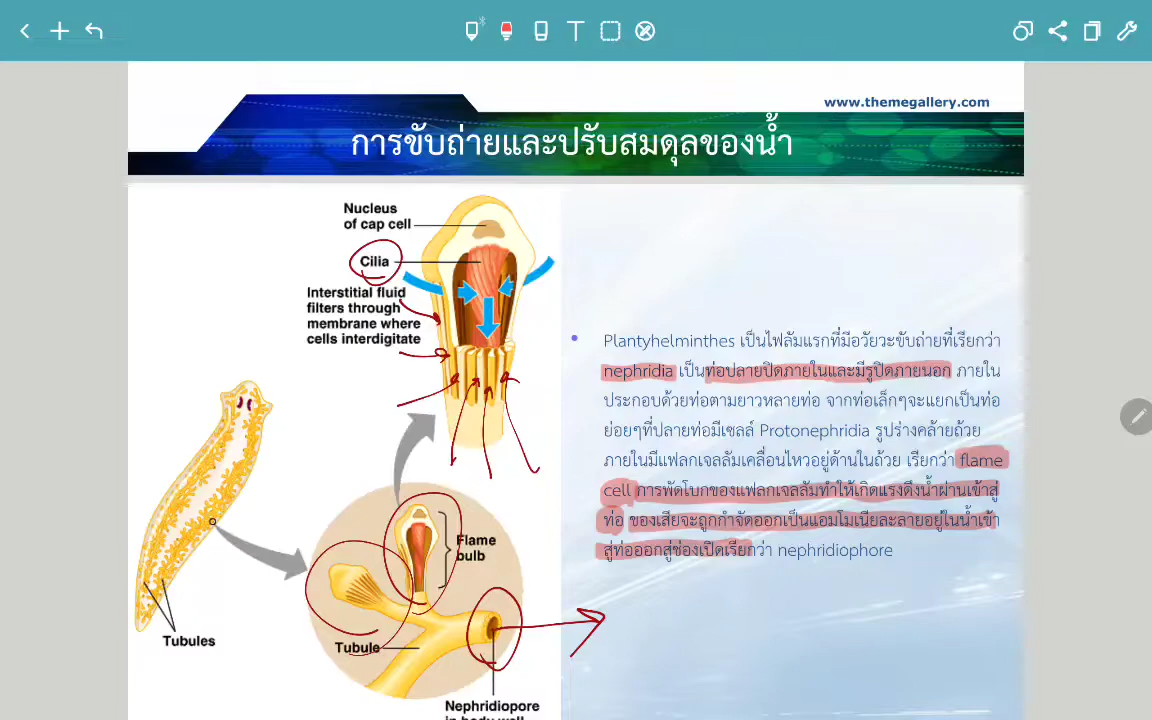 www.themegallery.com
การขับถ่ายและปรับสมดุลของน้ำ
Nucleus
of cap cell
Cilia
Interstitial fluid
filters through
membrane where
cells interdigitate
Plantyhelminthes เป็นไฟลัมแรกที่มีอวัยวะขับถ่ายที่เรียกว่า
nephridia เป็นท่อปลายปิดภายในและมีรูปิดภายนอก ภายใน
ประกอบด้วยท่อตามยาวหลายท่อ จากท่อเล็กๆจะแยกเป็นท่อ
ย่อยๆที่ปลายท่อมีเซลล์ Protonephridia รูปร่างคล้ายถ้วย
ภายในมีแฟลกเจลลัมเคลื่อนไหวอยู่ด้านในถ้วย เรียกว่า flame
cell การพัดโบกของแฟลกเจลลัมทำให้เกิดแรงดึงน้ำผ่านเข้าสู่
ท่อ ของเสียจะถูกกำจัดออกเป็นแอมโมเนียละลายอยู่ในน้ำเข้า
สู่ท่อออกสู่ช่องเปิดเรียกว่า nephridiophore
Flame
bulb
Tubules
Tubule
Nephridiopore
in body wall